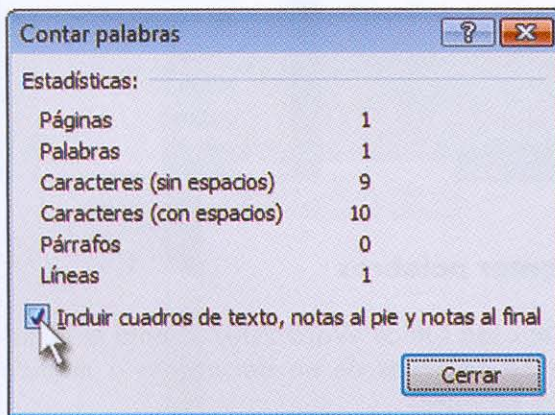 Contar palabras
Estadísticas:
Páginas 1
Palabras 1
Caracteres (sin espacios) 9
Caracteres (con espacios) 10
Párrafos 0
Líneas 1
Incluir cuadros de texto, notas al pie y notas al final
Cerrar